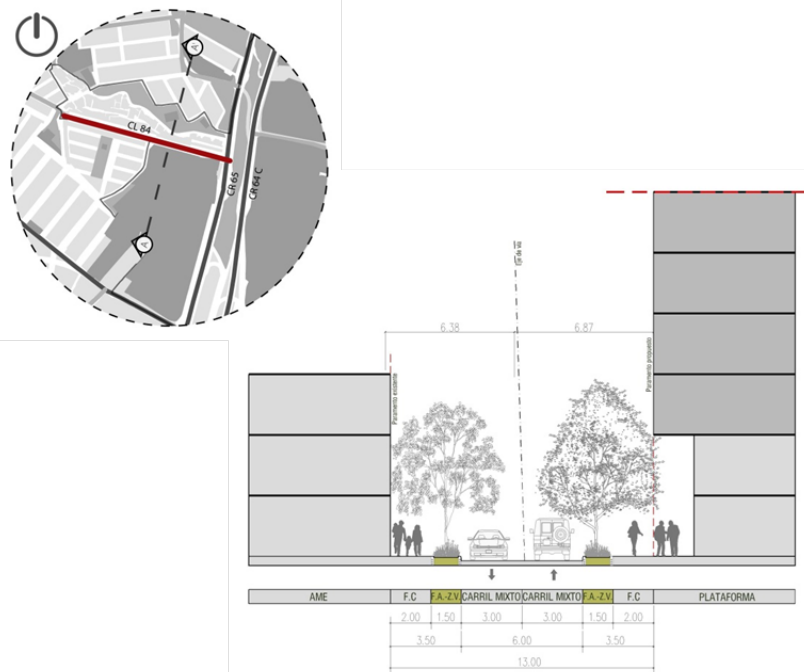 A
CL 84
CR 65
CR 64 C
A
Eje de vía
6.38 6.87
Paramento existente
Paramento propuesto
AME F.C F.A.-Z.V. CARRIL MIXTO CARRIL MIXTO F.A.-Z.V. F.C PLATAFORMA
2.00 1.50 3.00 3.00 1.50 2.00
3.50 6.00 3.50
13.00